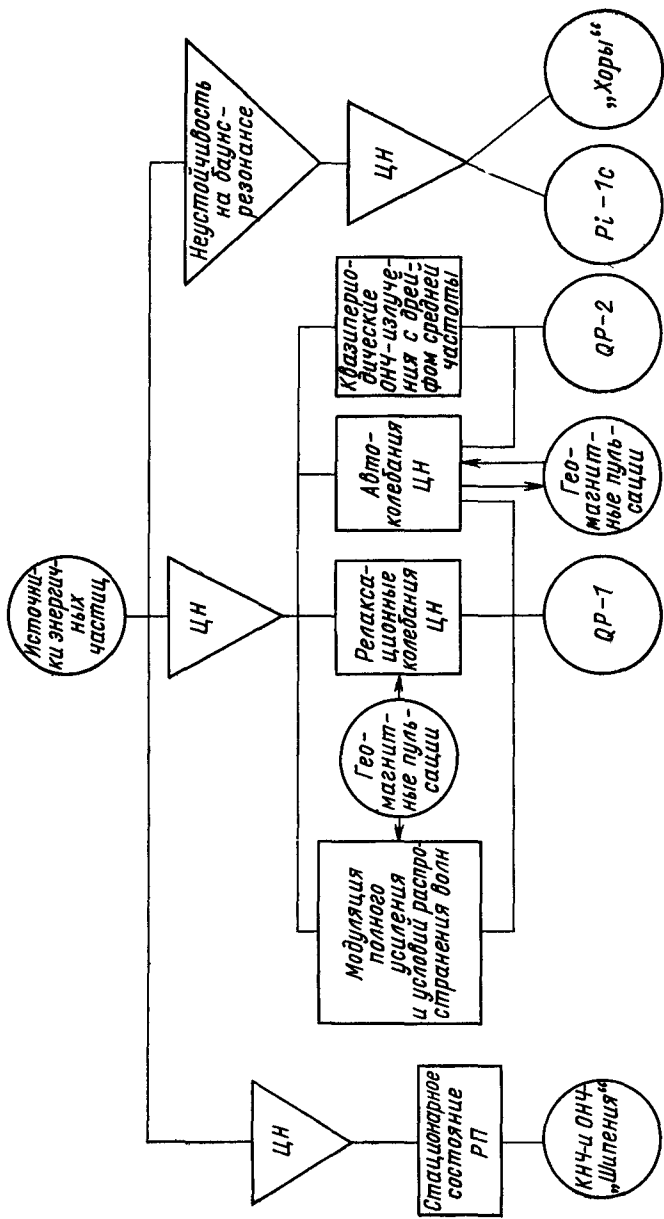 Источни-
ки энергич-
ных
частиц
ЦН
Стационарное
состояние
РП
КНЧ-и ОНЧ-
„Шипения“
ЦН
Модуляция
полного
усиления
и условий распро-
странения волн
Гео-
магнит-
ные пуль-
сации
Релакса-
ционные
колебания
ЦН
QP-1
Авто-
колебания
ЦН
Гео-
магнит-
ные пуль-
сации
Квазиперио-
дические
ОНЧ-излуче-
ния с дрей-
фом средней
частоты
QP-2
Неустойчивость
на баунс-
резонансе
ЦН
Pi-1c
„Хоры“